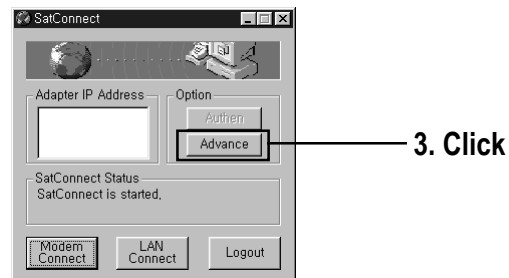 SatConnect
Adapter IP Address
Option
Authen
Advance
3. Click
SatConnect Status
SatConnect is started,
Modem
Connect
LAN
Connect
Logout